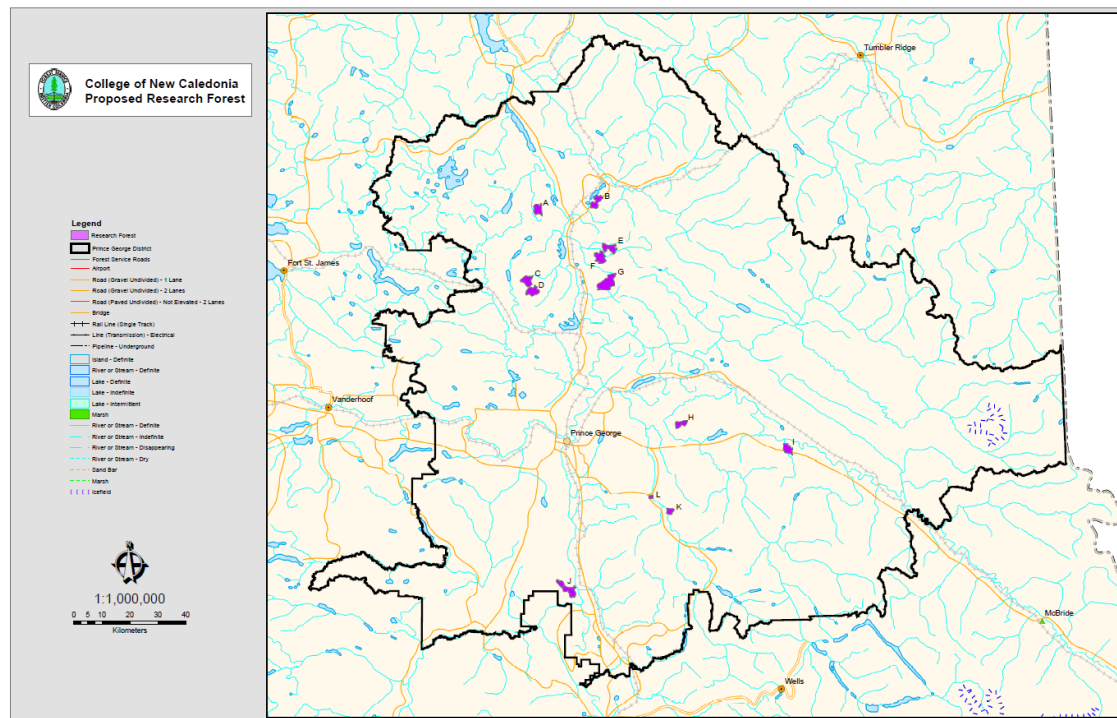 College of New Caledonia
Proposed Research Forest
Legend
Research Forest
Prince George District
Forest Service Roads
Airport
Road (Gravel Undivided) - 1 Lane
Road (Gravel Undivided) - 2 Lanes
Road (Paved Undivided) - Not Elevated - 2 Lanes
Bridge
Rail Line (Single Track)
Line (Transmission) - Electrical
Pipeline - Underground
Island - Definite
River or Stream - Definite
Lake - Definite
Lake - Indefinite
Lake - Intermittent
Marsh
River or Stream - Definite
River or Stream - Indefinite
River or Stream - Disappearing
River or Stream - Dry
Sand Bar
Marsh
Icefield
1:1,000,000
0 5 10 20 30 40
Kilometers
Tumbler Ridge
A
B
E
F
Fort St. James
C
G
D
Vanderhoof
H
Prince George
I
L
K
J
McBride
Wells